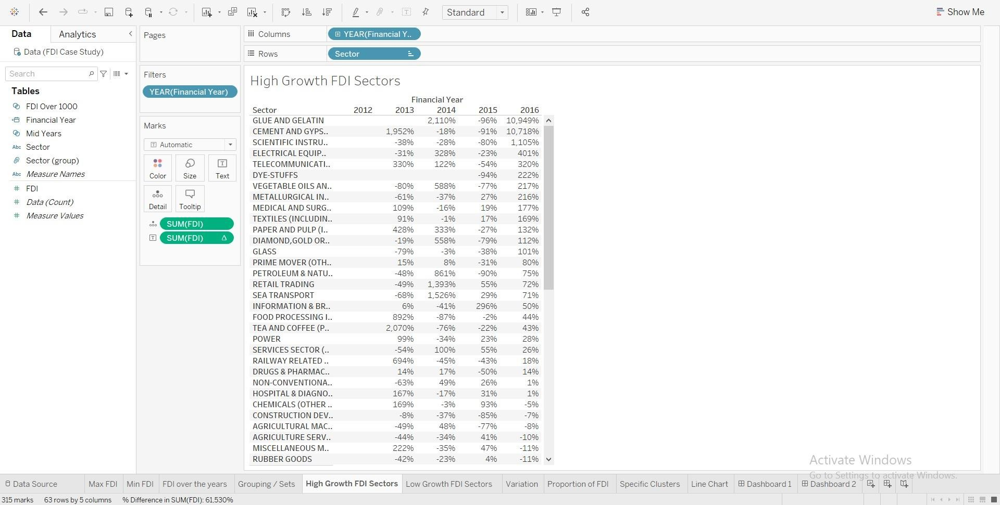 Standard
Show Me
Data
Analytics
Data (FDI Case Study)
Search
Tables
FDI Over 1000
Financial Year
Mid Years
Abc Sector
Sector (group)
Abc Measure Names
# FDI
# Data (Count)
# Measure Values
Pages
Filters
YEAR(Financial Year)
Marks
Automatic
Color Size Text
Detail Tooltip
SUM(FDI)
SUM(FDI) Δ
iii Columns YEAR(Financial Y..
Rows Sector
High Growth FDI Sectors
Financial Year
Sector 2012 2013 2014 2015 2016
GLUE AND GELATIN 2,110% -96% 10,949%
CEMENT AND GYPS.. 1,952% -18% -91% 10,718%
SCIENTIFIC INSTRU.. -38% -28% -80% 1,105%
ELECTRICAL EQUIP.. -31% 328% -23% 401%
TELECOMMUNICATI.. 330% 122% -54% 320%
DYE-STUFFS -94% 222%
VEGETABLE OILS AN.. -80% 588% -77% 217%
METALLURGICAL IN.. -61% -37% 27% 216%
MEDICAL AND SURG.. 109% -16% 19% 177%
TEXTILES (INCLUDIN.. 91% -1% 17% 169%
PAPER AND PULP (I.. 428% 333% -27% 132%
DIAMOND,GOLD OR.. -19% 558% -79% 112%
GLASS -79% -3% -38% 101%
PRIME MOVER (OTH.. 15% 8% -31% 80%
PETROLEUM & NATU.. -48% 861% -90% 75%
RETAIL TRADING -49% 1,393% 55% 72%
SEA TRANSPORT -68% 1,526% 29% 71%
INFORMATION & BR.. 6% -41% 296% 50%
FOOD PROCESSING I.. 892% -87% -2% 44%
TEA AND COFFEE (P.. 2,070% -76% -22% 43%
POWER 99% -34% 23% 28%
SERVICES SECTOR (.. -54% 100% 55% 26%
RAILWAY RELATED .. 694% -45% -43% 18%
DRUGS & PHARMAC.. 14% 17% -50% 14%
NON-CONVENTIONA.. -63% 49% 26% 1%
HOSPITAL & DIAGNO.. 167% -17% 31% 1%
CHEMICALS (OTHER .. 169% -3% 93% -5%
CONSTRUCTION DEV.. -8% -37% -85% -7%
AGRICULTURAL MAC.. -49% 48% -77% -8%
AGRICULTURE SERV.. -44% -34% 41% -10%
MISCELLANEOUS M.. 222% -35% 47% -11%
RUBBER GOODS -42% -23% 4% -11%
Activate Windows
Go to Settings to activate Windows.
Data Source Max FDI Min FDI FDI over the years Grouping / Sets High Growth FDI Sectors Low Growth FDI Sectors Variation Proportion of FDI Specific Clusters Line Chart Dashboard 1 Dashboard 2
315 marks 63 rows by 5 columns % Difference in SUM(FDI): 61,530%